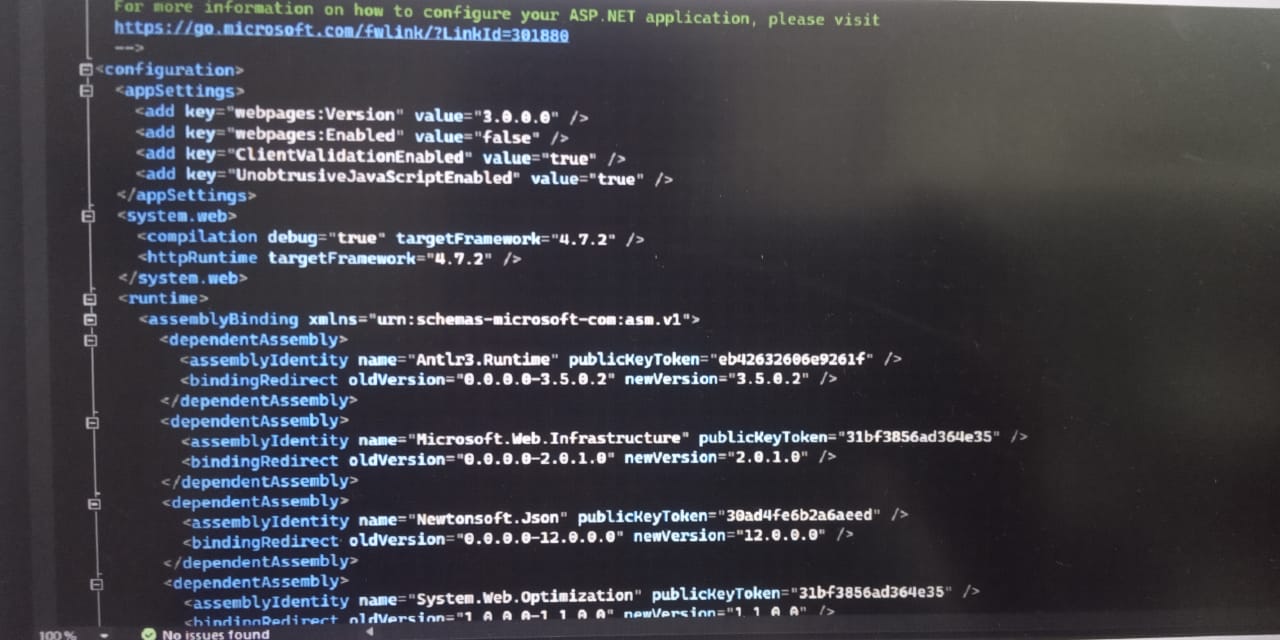 For more information on how to configure your ASP.NET application, please visit
https://go.microsoft.com/fwlink/?LinkId=301880
-->
<configuration>
<appSettings>
<add key="webpages:Version" value="3.0.0.0" />
<add key="webpages:Enabled" value="false" />
<add key="ClientValidationEnabled" value="true" />
<add key="UnobtrusiveJavaScriptEnabled" value="true" />
</appSettings>
<system.web>
<compilation debug="true" targetFramework="4.7.2" />
<httpRuntime targetFramework="4.7.2" />
</system.web>
<runtime>
<assemblyBinding xmlns="urn:schemas-microsoft-com:asm.v1">
<dependentAssembly>
<assemblyIdentity name="Antlr3.Runtime" publicKeyToken="eb42632606e9261f" />
<bindingRedirect oldVersion="0.0.0.0-3.5.0.2" newVersion="3.5.0.2" />
</dependentAssembly>
<dependentAssembly>
<assemblyIdentity name="Microsoft.Web.Infrastructure" publicKeyToken="31bf3856ad364e35" />
<bindingRedirect oldVersion="0.0.0.0-2.0.1.0" newVersion="2.0.1.0" />
</dependentAssembly>
<dependentAssembly>
<assemblyIdentity name="Newtonsoft.Json" publicKeyToken="30ad4fe6b2a6aeed" />
<bindingRedirect oldVersion="0.0.0.0-12.0.0.0" newVersion="12.0.0.0" />
</dependentAssembly>
<dependentAssembly>
<assemblyIdentity name="System.Web.Optimization" publicKeyToken="31bf3856ad364e35" />
<bindingRedirect oldVersion="1.0.0.0-1.1.0.0" newVersion="1.1.0.0" />
100 %
No issues found